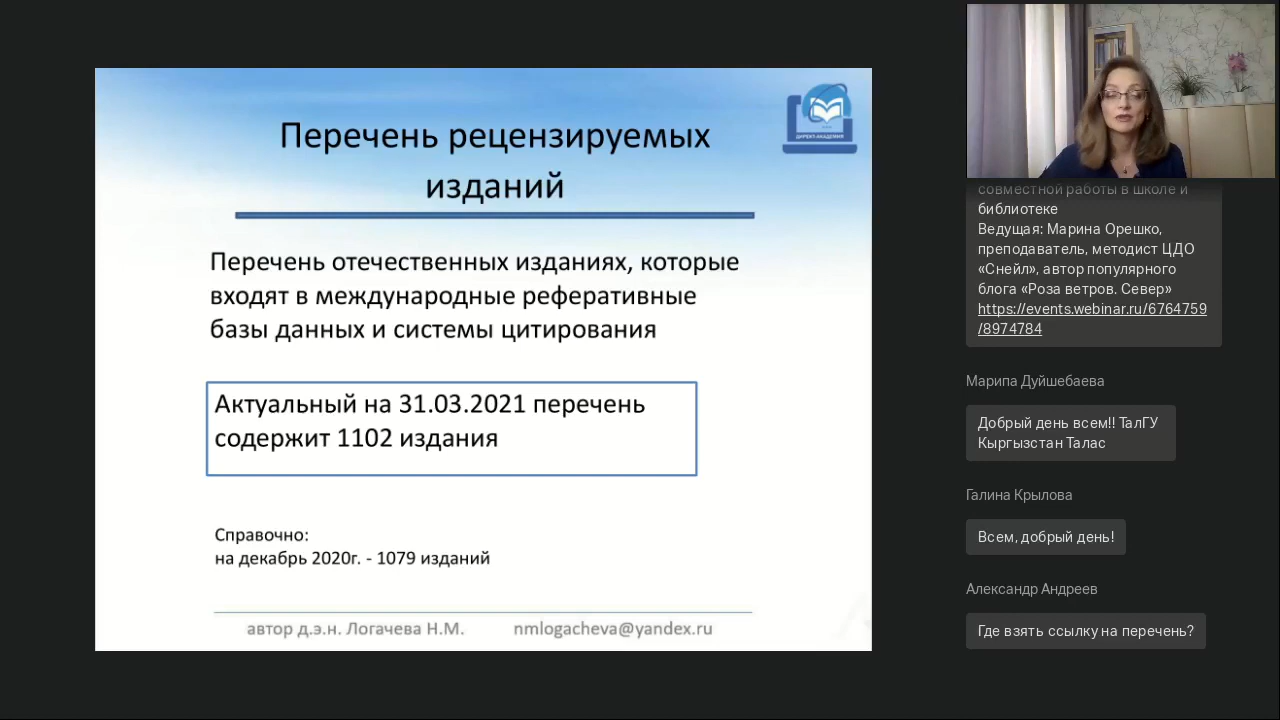 Перечень рецензируемых
изданий
ДИРЕКТ-АКАДЕМИЯ
Перечень отечественных изданиях, которые
входят в международные реферативные
базы данных и системы цитирования
Актуальный на 31.03.2021 перечень
содержит 1102 издания
Справочно:
на декабрь 2020г. - 1079 изданий
автор д.э.н. Логачева Н.М. nmlogacheva@yandex.ru
совместной работы в школе и
библиотеке
Ведущая: Марина Орешко,
преподаватель, методист ЦДО
«Снейл», автор популярного
блога «Роза ветров. Север»
https://events.webinar.ru/6764759
/8974784
Марипа Дуйшебаева
Добрый день всем!! ТалГУ
Кыргызстан Талас
Галина Крылова
Всем, добрый день!
Александр Андреев
Где взять ссылку на перечень?